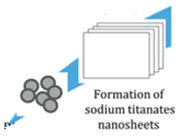 Formation of
sodium titanates
nanosheets